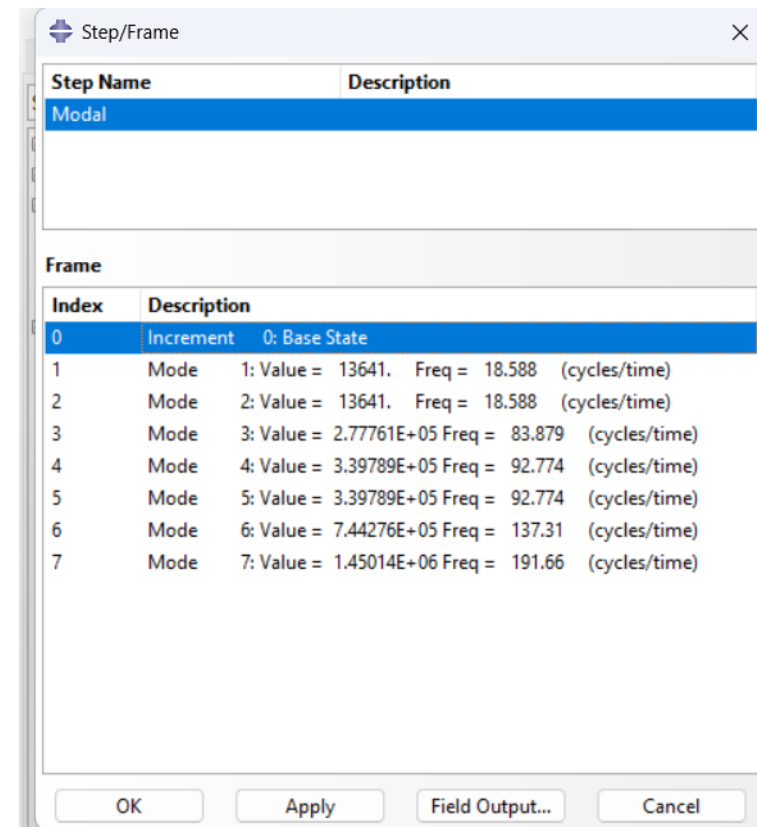 Step/Frame
Step Name Description
Modal
Frame
Index Description
0 Increment 0: Base State
1 Mode 1: Value = 13641. Freq = 18.588 (cycles/time)
2 Mode 2: Value = 13641. Freq = 18.588 (cycles/time)
3 Mode 3: Value = 2.77761E+05 Freq = 83.879 (cycles/time)
4 Mode 4: Value = 3.39789E+05 Freq = 92.774 (cycles/time)
5 Mode 5: Value = 3.39789E+05 Freq = 92.774 (cycles/time)
6 Mode 6: Value = 7.44276E+05 Freq = 137.31 (cycles/time)
7 Mode 7: Value = 1.45014E+06 Freq = 191.66 (cycles/time)
OK Apply Field Output... Cancel